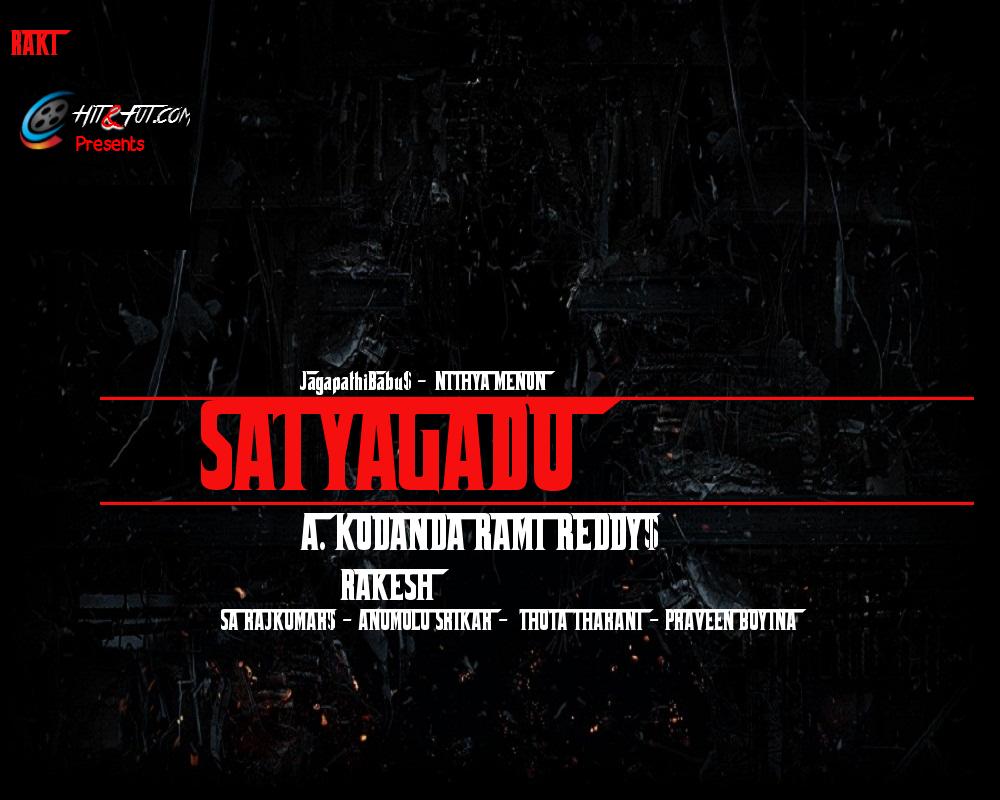 RAKT
HIT&FUT.COM
Presents
JagapathiBabu$ - NITHYA MENON
SATYAGADU
A. KODANDA RAMI REDDY$
RAKESH
SA RAJKUMAR$ - ANUMOLU SRIKAR - THOTA THARANI - PRAVEEN BOYINA